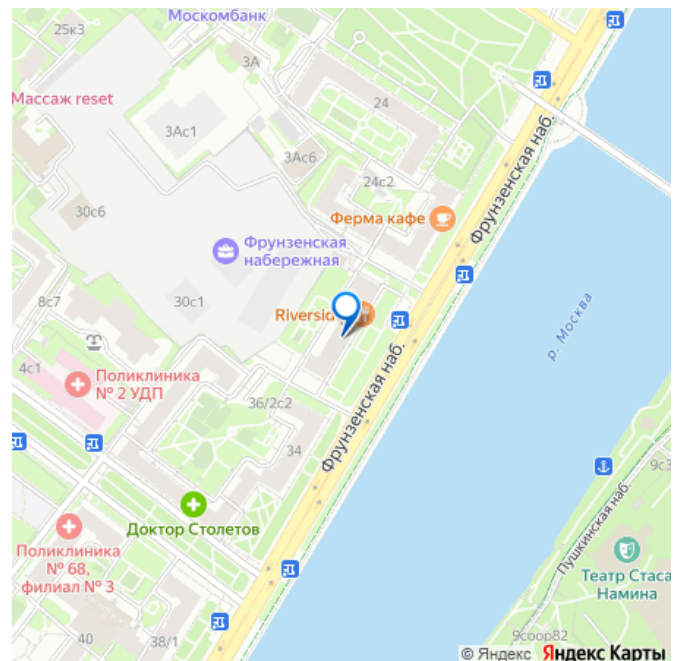 25к3
Москомбанк
3А
Массаж reset
24
3Ас1
3Ас6
24с2
Фрунзенская наб.
Ферма кафе
30с6
Фрунзенская
набережная
8с7
30с1
Riversid
р. Москва
4с1
Поликлиника
№ 2 УДП
36/2с2
Фрунзенская наб.
34
9с3
Доктор Столетов
Пушкинская наб.
Поликлиника
№ 68,
филиал № 3
Театр Стаса
Намина
40
38/1
9соор82
© Яндекс Яндекс Карты